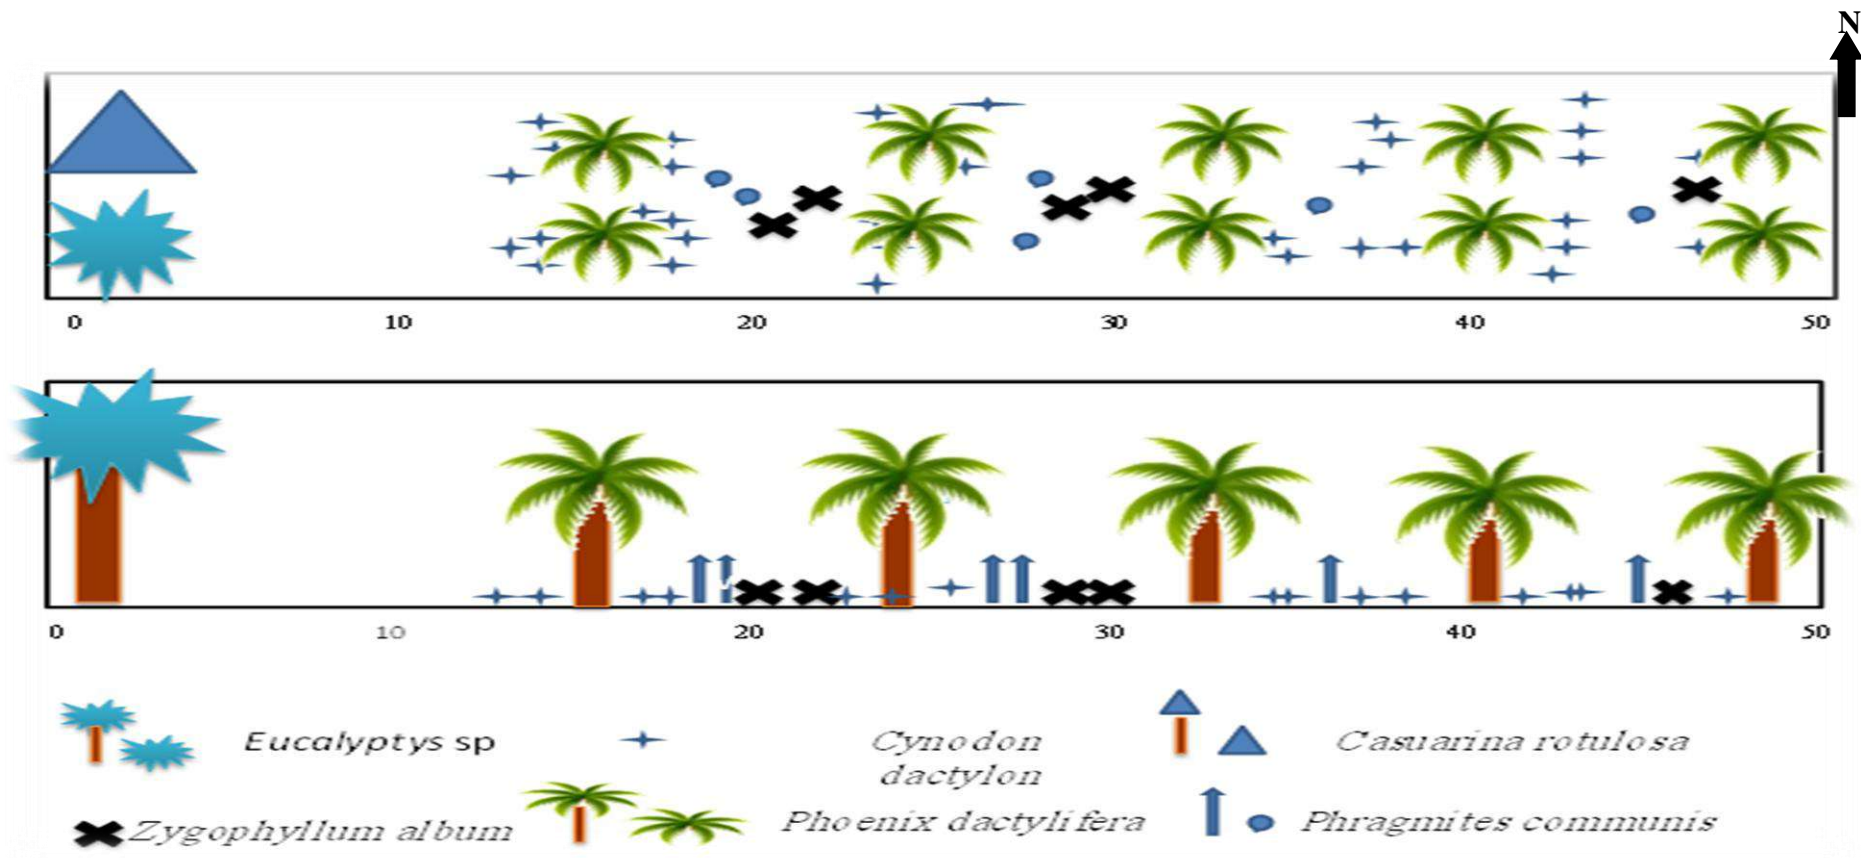 N
0 10 20 30 40 50
0 10 20 30 40 50
Eucalyptys sp Cynodon dactylon Casuarina rotulosa
Zygophyllum album Phoenix dactylifera Phragmites communis